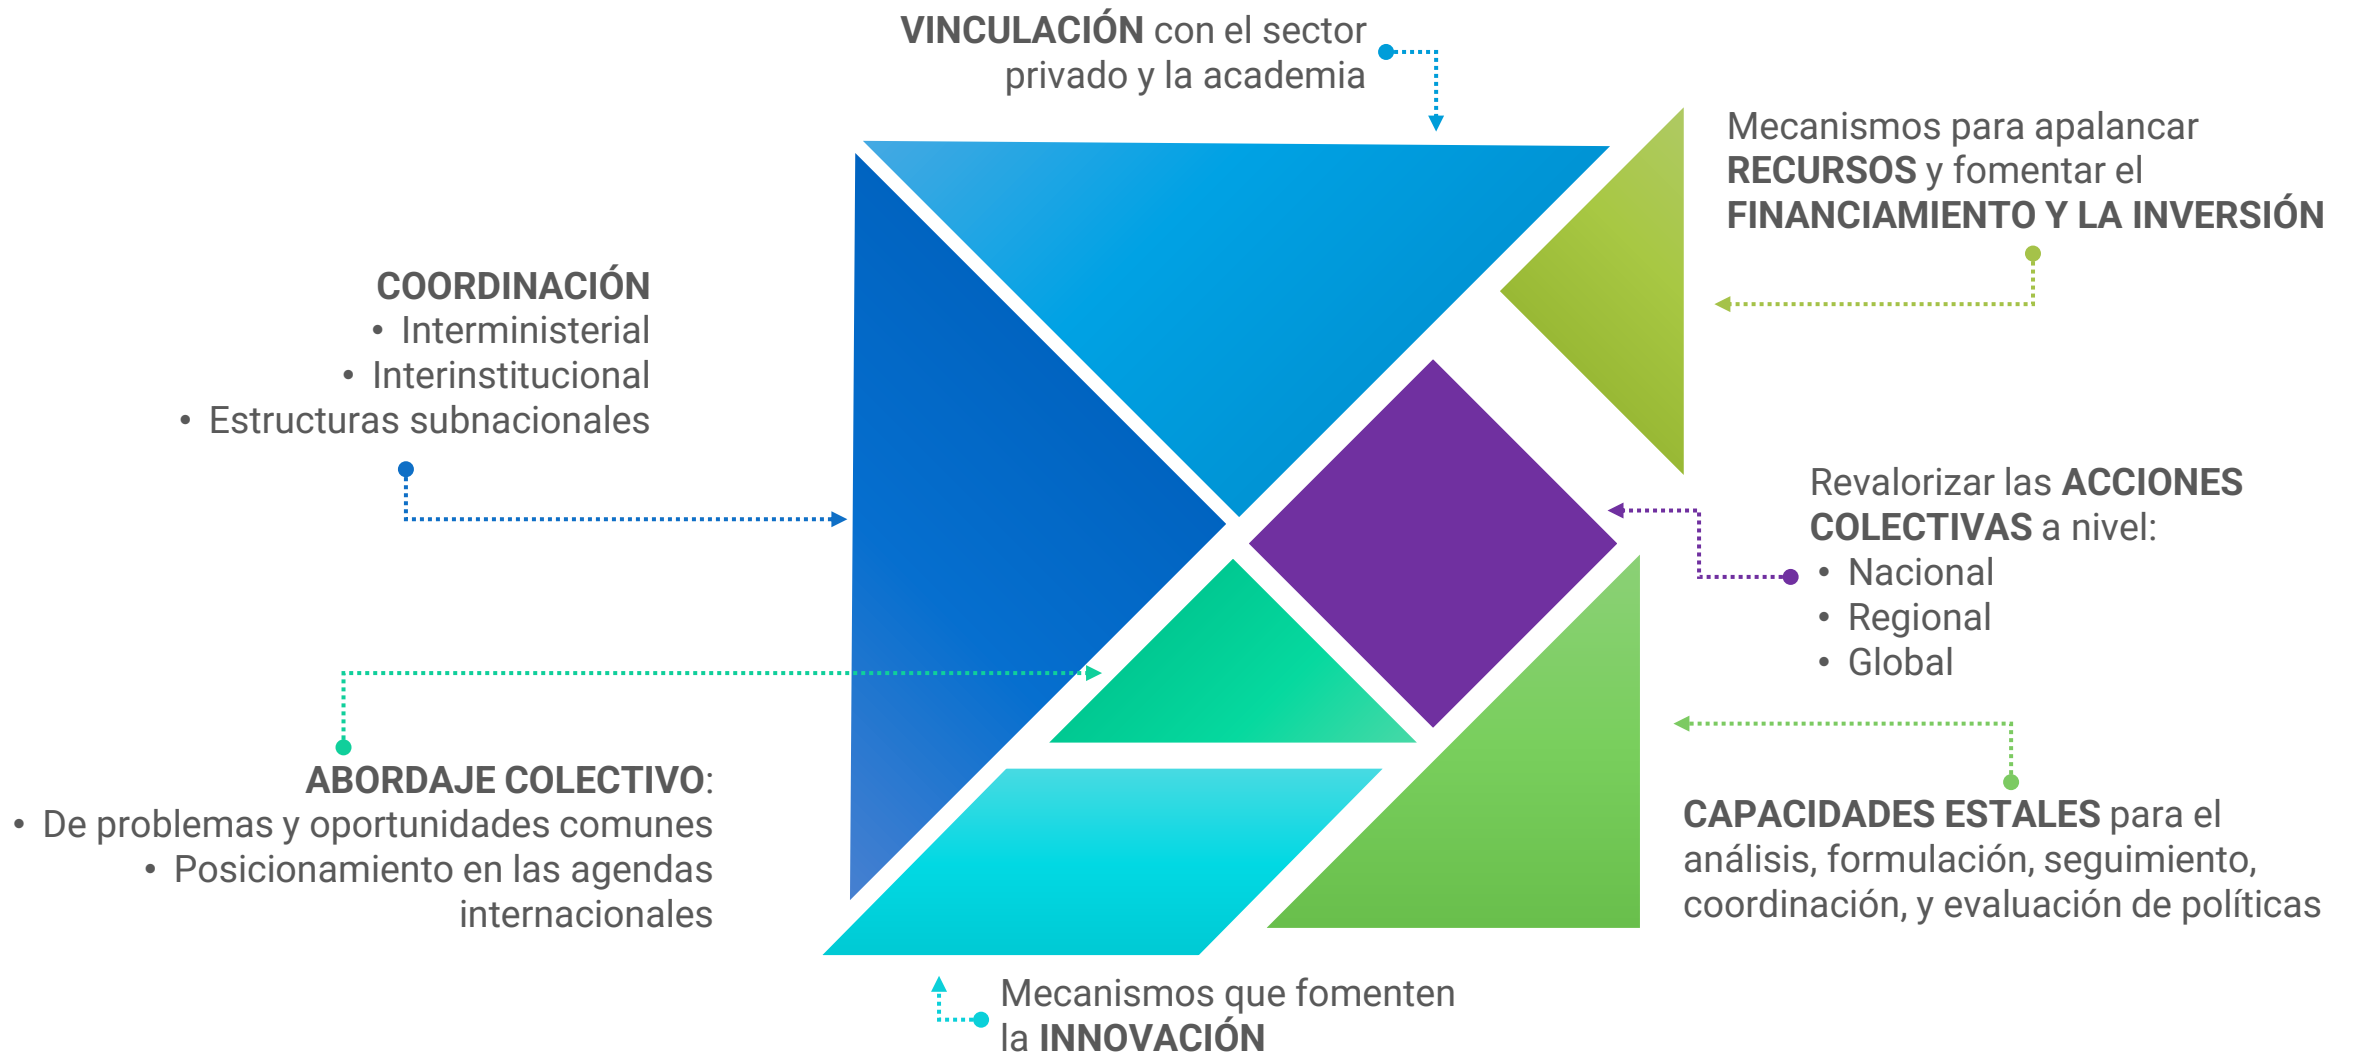 VINCULACIÓN con el sector
privado y la academia
Mecanismos para apalancar
RECURSOS y fomentar el
FINANCIAMIENTO Y LA INVERSIÓN
COORDINACIÓN
• Interministerial
• Interinstitucional
• Estructuras subnacionales
Revalorizar las ACCIONES
COLECTIVAS a nivel:
• Nacional
• Regional
• Global
ABORDAJE COLECTIVO:
• De problemas y oportunidades comunes
• Posicionamiento en las agendas
internacionales
CAPACIDADES ESTALES para el
análisis, formulación, seguimiento,
coordinación, y evaluación de políticas
Mecanismos que fomenten
la INNOVACIÓN